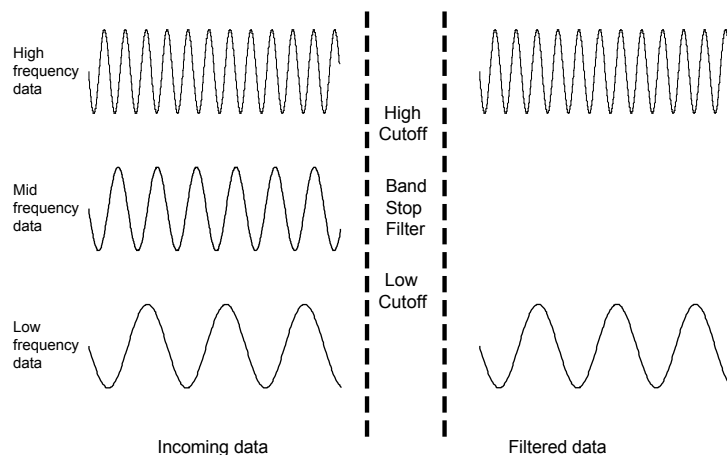 High
frequency
data
High
Cutoff
Mid
frequency
data
Band
Stop
Filter
Low
Cutoff
Low
frequency
data
Incoming data
Filtered data